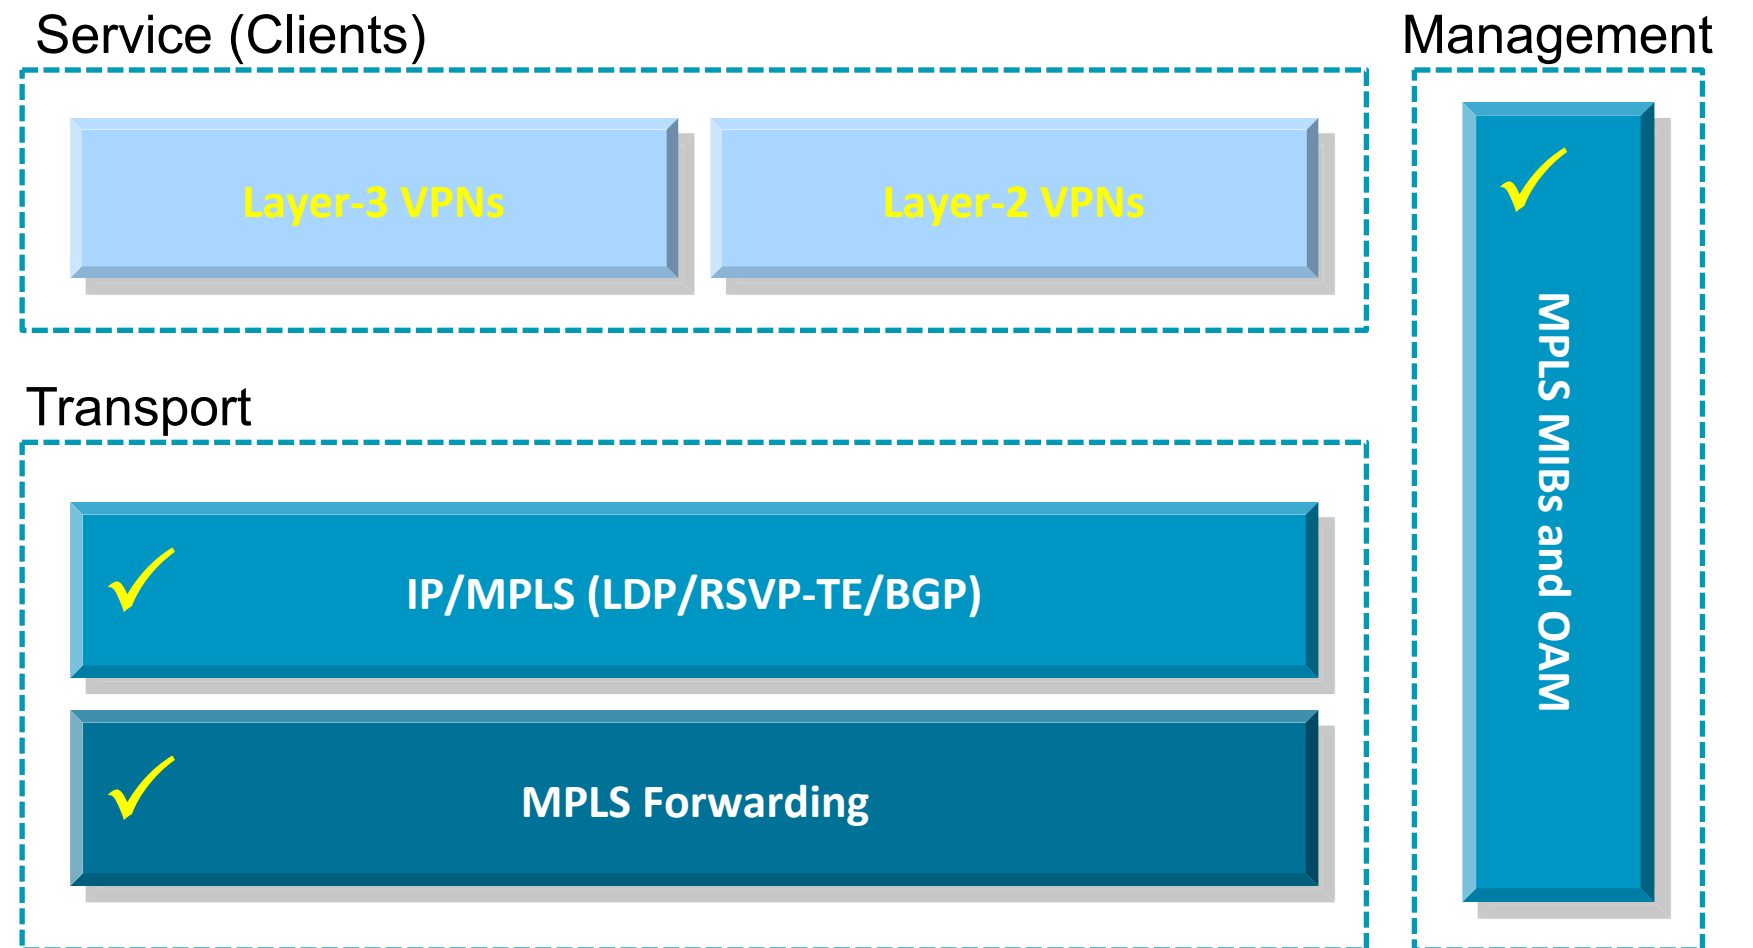 Service (Clients)
Management
Layer-3 VPNs
Layer-2 VPNs
MPLS MIBs and OAM
Transport
IP/MPLS (LDP/RSVP-TE/BGP)
MPLS Forwarding